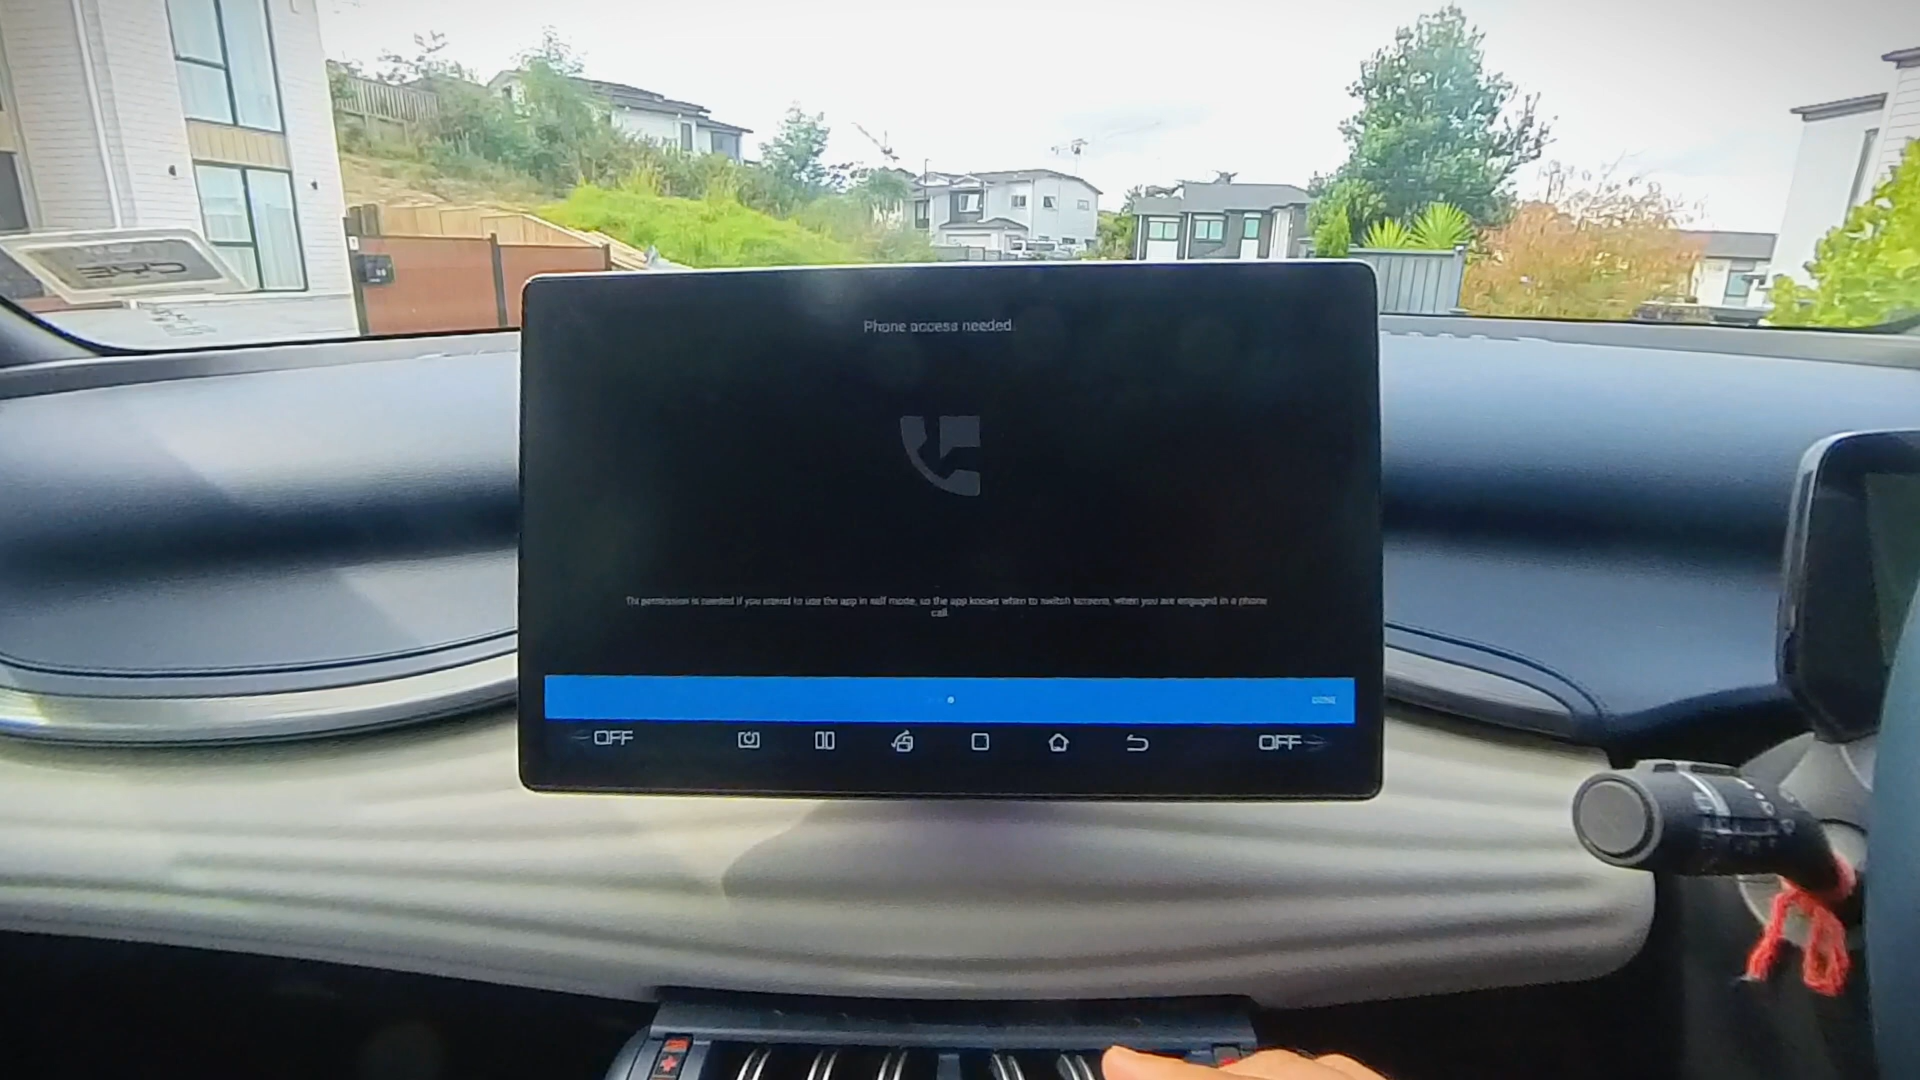 Phone access needed
permission is needed if you intend to use the app in self mode, so the app knows when to switch screens, when you are engaged in a phone
call.
DONE
OFF
OFF